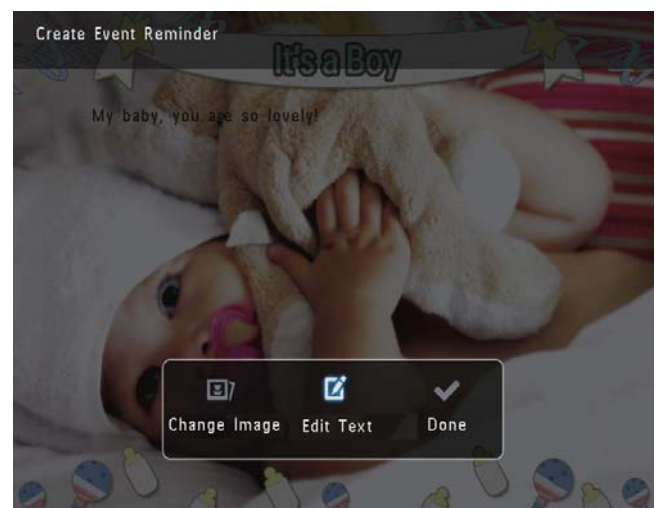 Create Event Reminder
It's a Boy
My baby, you are so lovely!
Change Image
Edit Text
Done